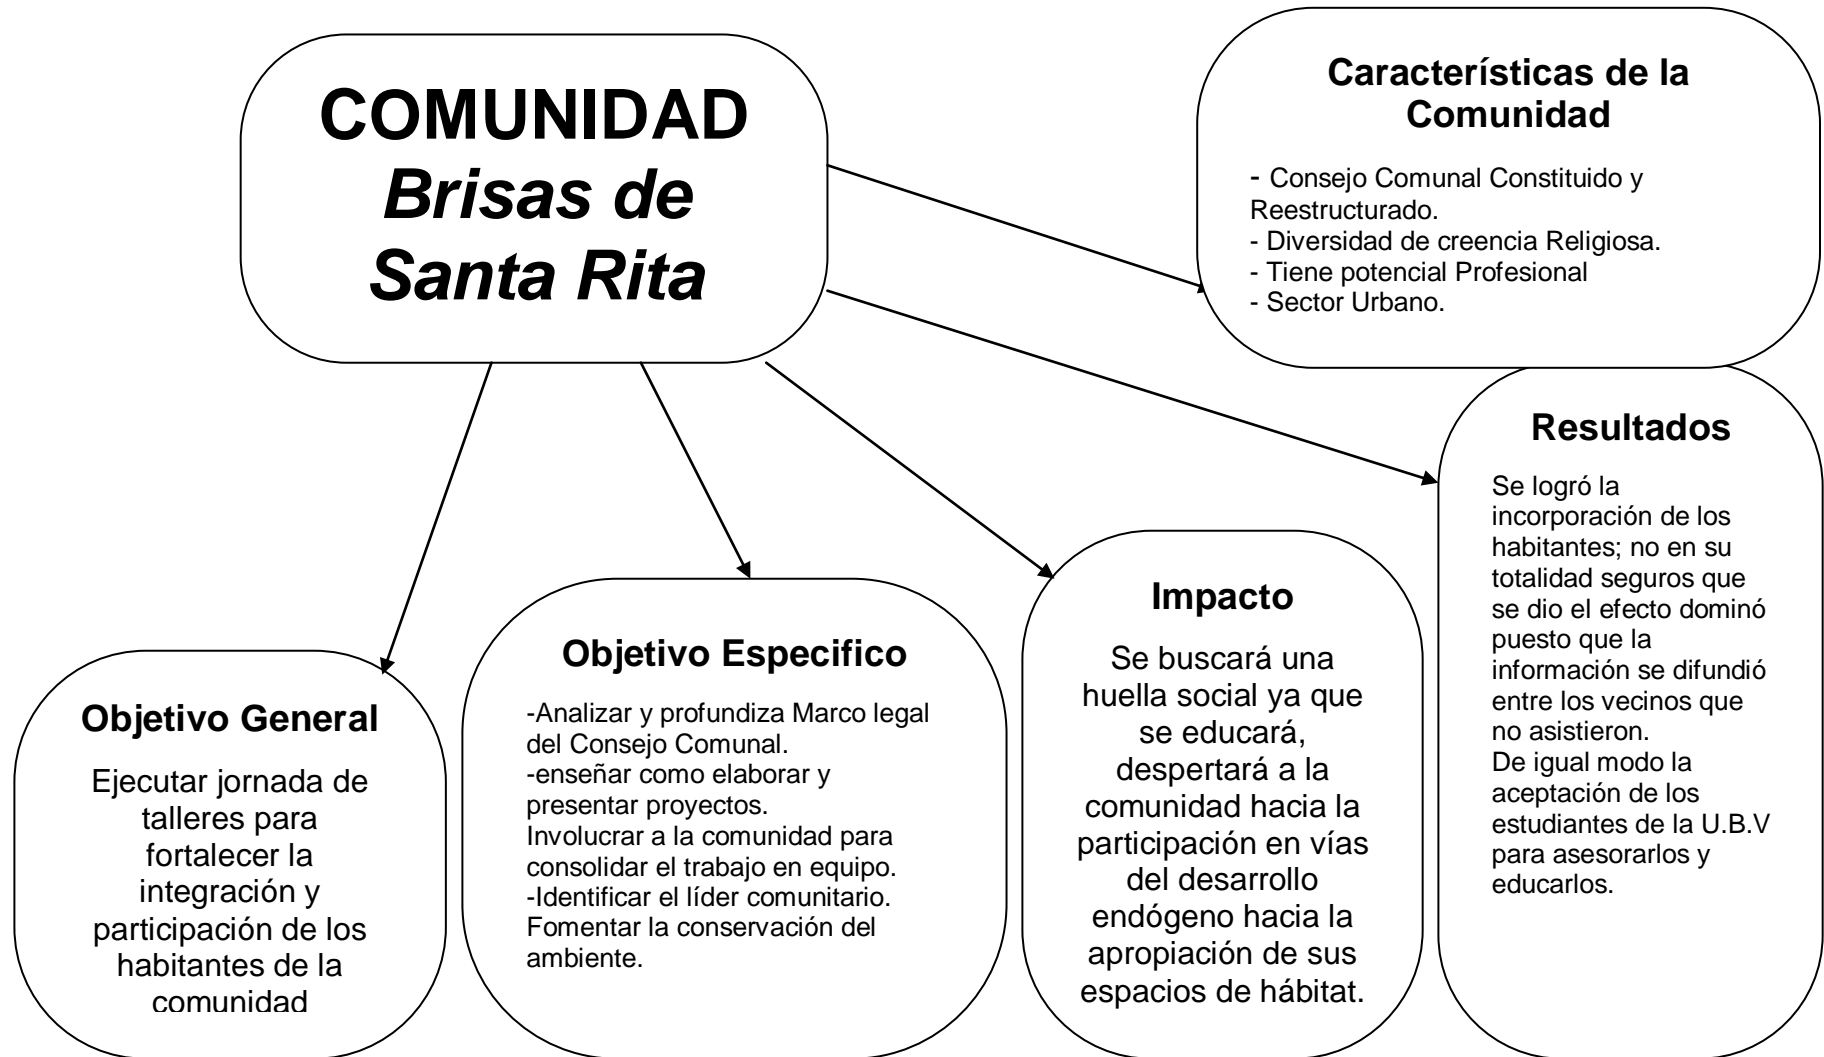 COMUNIDAD
Brisas de
Santa Rita
Características de la
Comunidad
- Consejo Comunal Constituido y
Reestructurado.
- Diversidad de creencia Religiosa.
- Tiene potencial Profesional
- Sector Urbano.
Objetivo General
Ejecutar jornada de
talleres para
fortalecer la
integración y
participación de los
habitantes de la
comunidad
Objetivo Especifico
-Analizar y profundiza Marco legal
del Consejo Comunal.
-enseñar como elaborar y
presentar proyectos.
Involucrar a la comunidad para
consolidar el trabajo en equipo.
-Identificar el líder comunitario.
Fomentar la conservación del
ambiente.
Impacto
Se buscará una
huella social ya que
se educará,
despertará a la
comunidad hacia la
participación en vías
del desarrollo
endógeno hacia la
apropiación de sus
espacios de hábitat.
Resultados
Se logró la
incorporación de los
habitantes; no en su
totalidad seguros que
se dio el efecto dominó
puesto que la
información se difundió
entre los vecinos que
no asistieron.
De igual modo la
aceptación de los
estudiantes de la U.B.V
para asesorarlos y
educarlos.